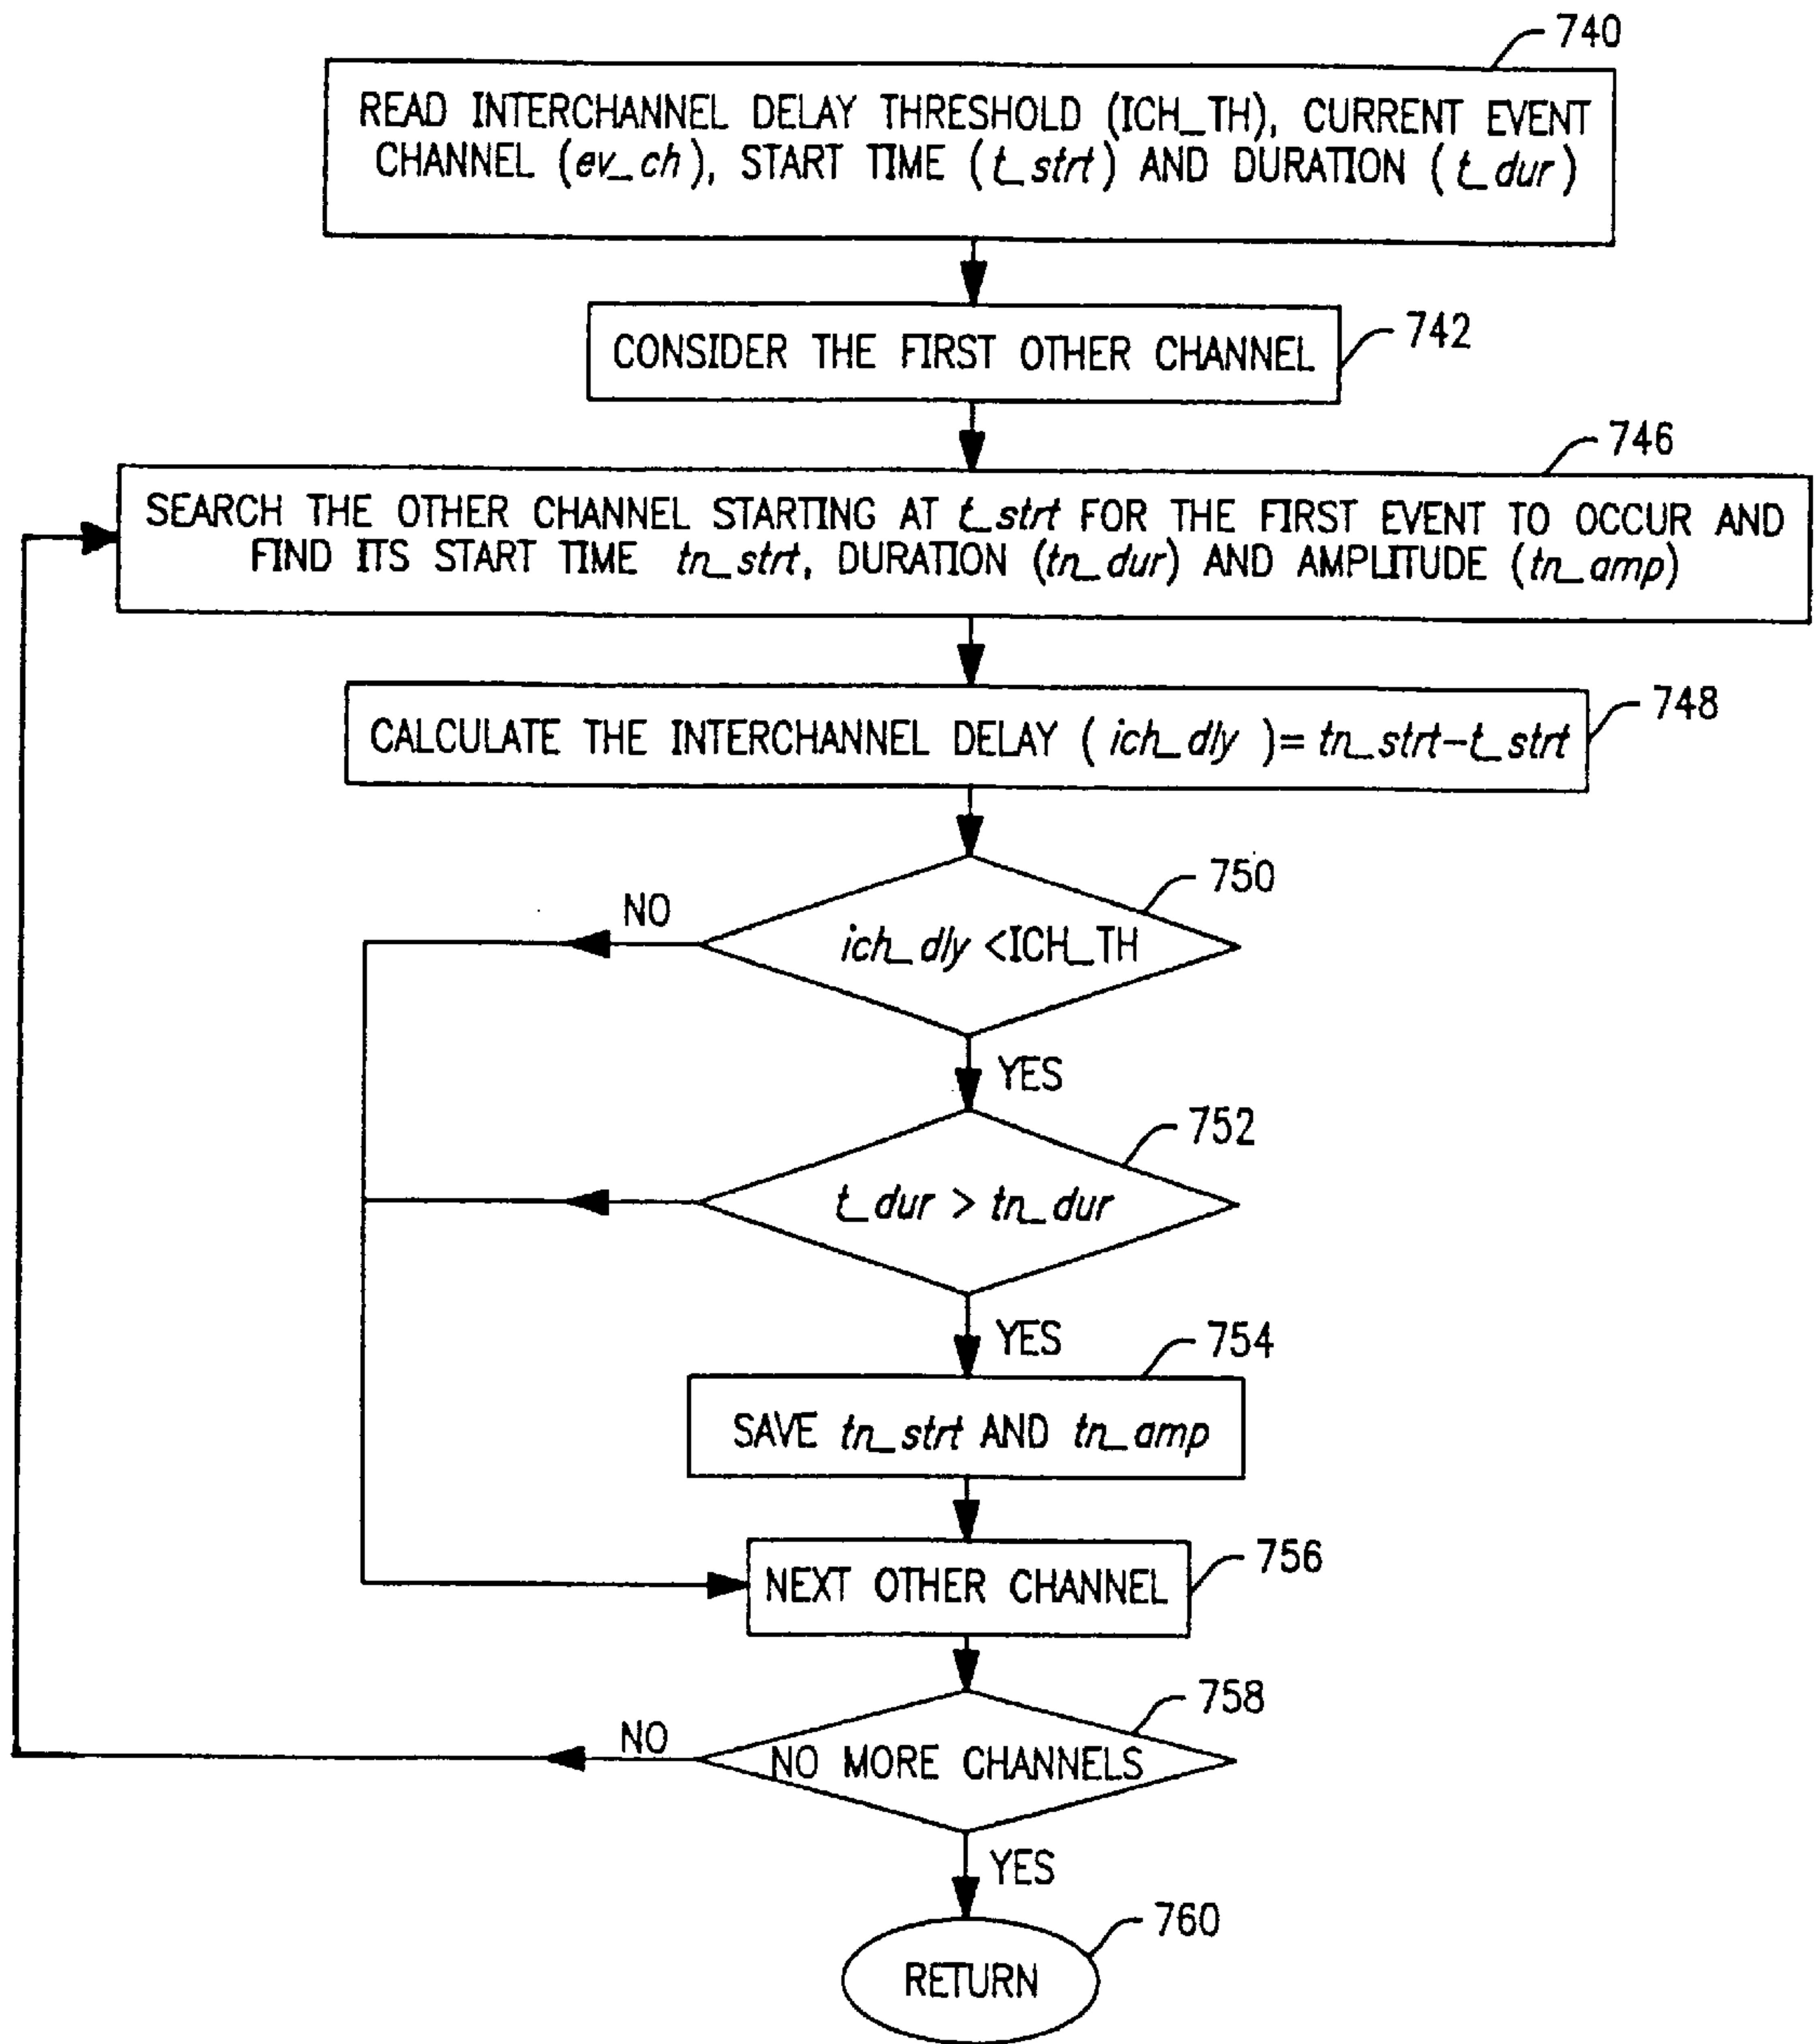 740
READ INTERCHANNEL DELAY THRESHOLD (ICH_TH), CURRENT EVENT
CHANNEL (ev_ch), START TIME (t_strt) AND DURATION (t_dur)
CONSIDER THE FIRST OTHER CHANNEL
742
746
SEARCH THE OTHER CHANNEL STARTING AT t_strt FOR THE FIRST EVENT TO OCCUR AND
FIND ITS START TIME tn_strt, DURATION (tn_dur) AND AMPLITUDE (tn_amp)
748
CALCULATE THE INTERCHANNEL DELAY ( ich_dly )= tn_strt-t_strt
750
NO
ich_dly <ICH_TH
YES
752
t_dur > tn_dur
YES
754
SAVE tn_strt AND tn_amp
756
NEXT OTHER CHANNEL
758
NO
NO MORE CHANNELS
YES
760
RETURN